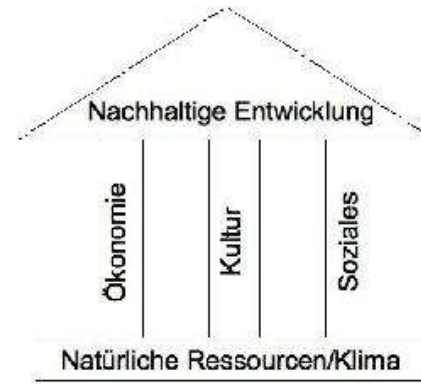 Nachhaltige Entwicklung
Ökonomie
Kultur
Soziales
Natürliche Ressourcen/Klima